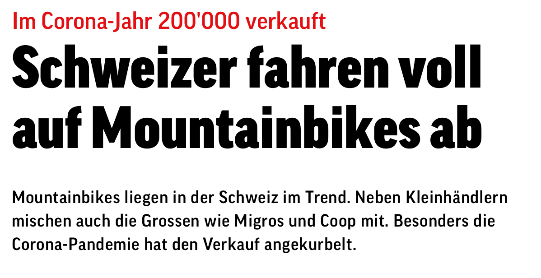 Im Corona-Jahr 200'000 verkauft
Schweizer fahren voll
auf Mountainbikes ab
Mountainbikes liegen in der Schweiz im Trend. Neben Kleinhändlern
mischen auch die Grossen wie Migros und Coop mit. Besonders die
Corona-Pandemie hat den Verkauf angekurbelt.